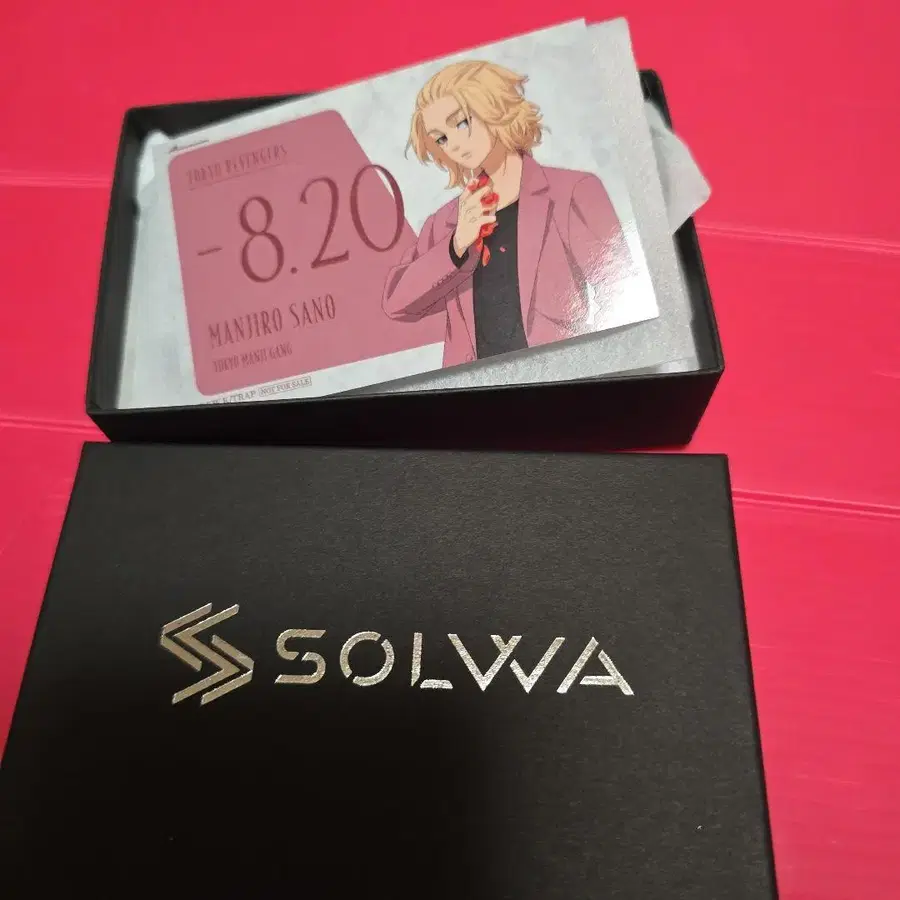 TOKYO REVENGERS
-8.20
MANJIRO SANO
TOKYO MANJI GANG
NOT FOR SALE
SOLWA